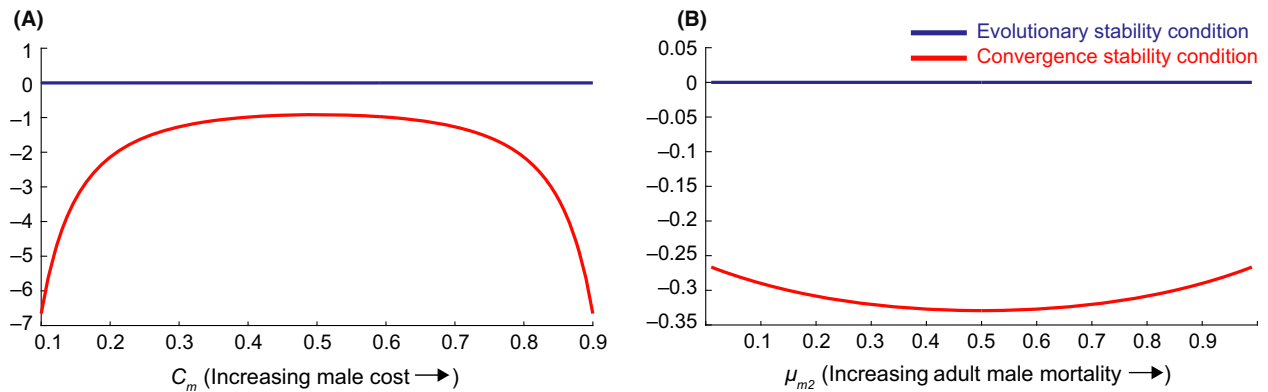 (A)
1
0
–1
–2
–3
–4
–5
–6
–7
0.1 0.2 0.3 0.4 0.5 0.6 0.7 0.8 0.9
C_m (Increasing male cost →)
(B)
Evolutionary stability condition
Convergence stability condition
0.05
0
–0.05
–0.1
–0.15
–0.2
–0.25
–0.3
–0.35
0.1 0.2 0.3 0.4 0.5 0.6 0.7 0.8 0.9
μ_m2 (Increasing adult male mortality →)